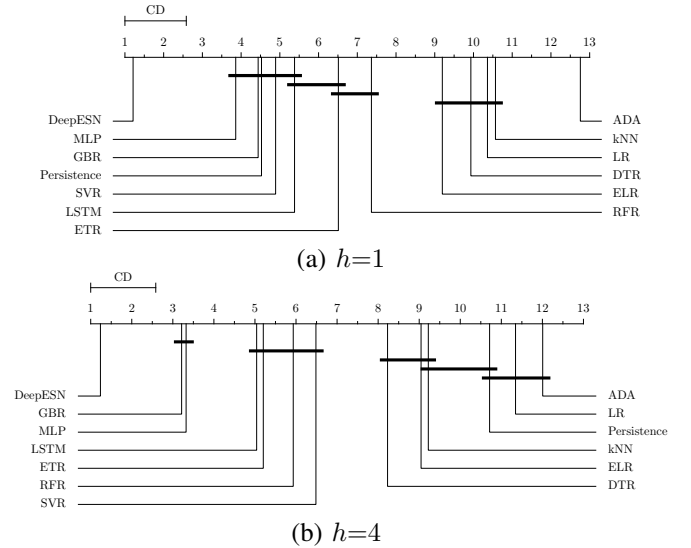 CD
1 2 3 4 5 6 7 8 9 10 11 12 13
DeepESN ADA
MLP kNN
GBR LR
Persistence DTR
SVR ELR
LSTM RFR
ETR
(a) h=1
CD
1 2 3 4 5 6 7 8 9 10 11 12 13
DeepESN ADA
GBR LR
MLP Persistence
LSTM kNN
ETR ELR
RFR DTR
SVR
(b) h=4